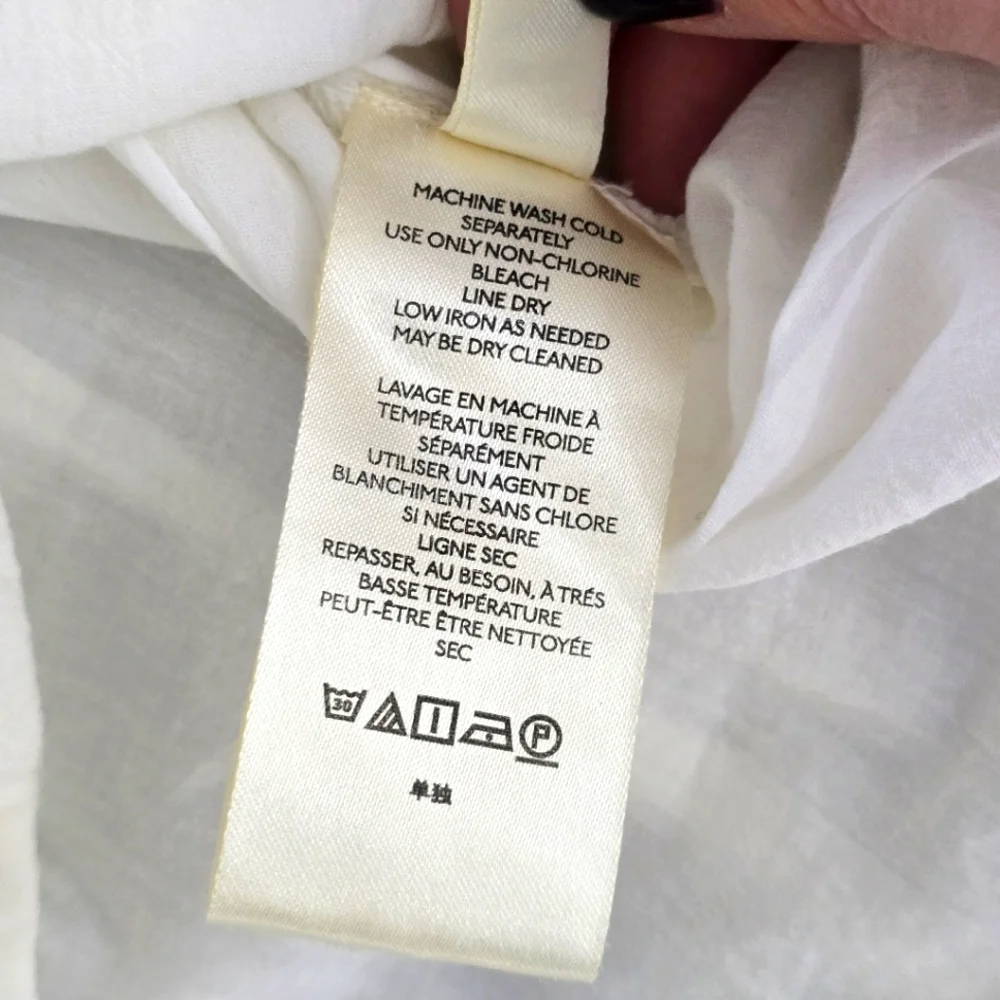 MACHINE WASH COLD
SEPARATELY
USE ONLY NON-CHLORINE
BLEACH
LINE DRY
LOW IRON AS NEEDED
MAY BE DRY CLEANED
LAVAGE EN MACHINE À
TEMPÉRATURE FROIDE
SÉPARÉMENT
UTILISER UN AGENT DE
BLANCHIMENT SANS CHLORE
SI NÉCESSAIRE
LIGNE SEC
REPASSER, AU BESOIN, À TRÉS
BASSE TEMPÉRATURE
PEUT-ÊTRE ÊTRE NETTOYÉE
SEC
30 P
单独